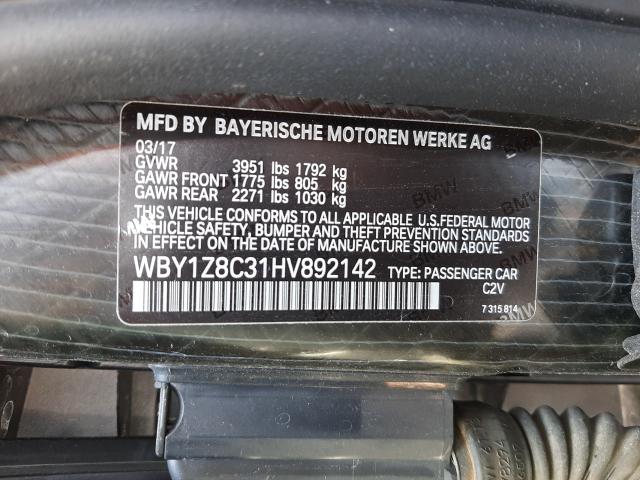 MFD BY BAYERISCHE MOTOREN WERKE AG
03/17
GVWR 3951 lbs 1792 kg
GAWR FRONT 1775 lbs 805 kg
GAWR REAR 2271 lbs 1030 kg
THIS VEHICLE CONFORMS TO ALL APPLICABLE U.S.FEDERAL MOTOR
VEHICLE SAFETY, BUMPER AND THEFT PREVENTION STANDARDS
IN EFFECT ON THE DATE OF MANUFACTURE SHOWN ABOVE.
WBY1Z8C31HV892142 TYPE: PASSENGER CAR
C2V
7 315 814
BMW
BMW
BMW